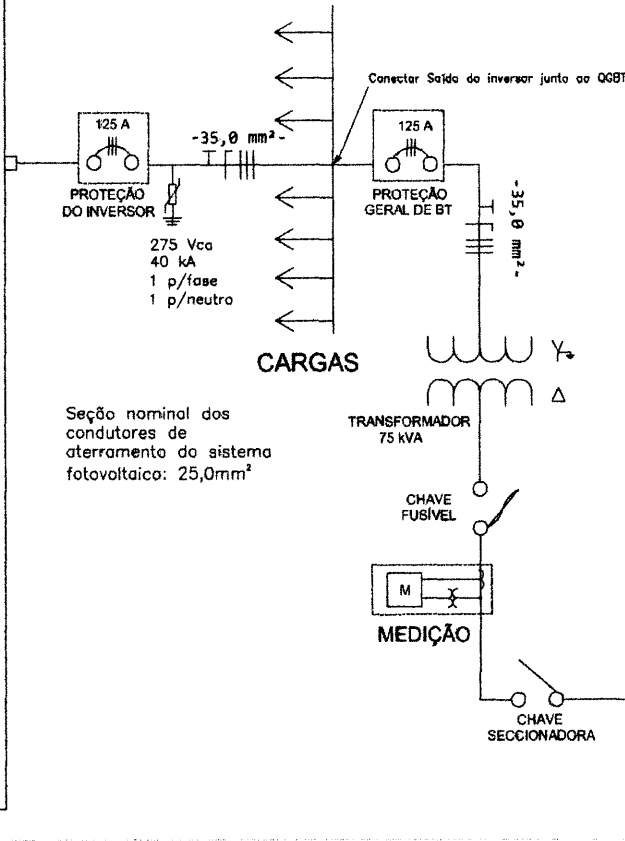 Conectar Saída do inversor junto ao QGBT
125 A
-35,0 mm²-
125 A
PROTEÇÃO
DO INVERSOR
PROTEÇÃO
GERAL DE BT
-35,0 mm²-
275 Vca
40 kA
1 p/fase
1 p/neutro
CARGAS
Y
Δ
Seção nominal dos
condutores de
aterramento do sistema
fotovoltaico: 25,0mm²
TRANSFORMADOR
75 kVA
CHAVE
FUSÍVEL
M
MEDIÇÃO
CHAVE
SECCIONADORA